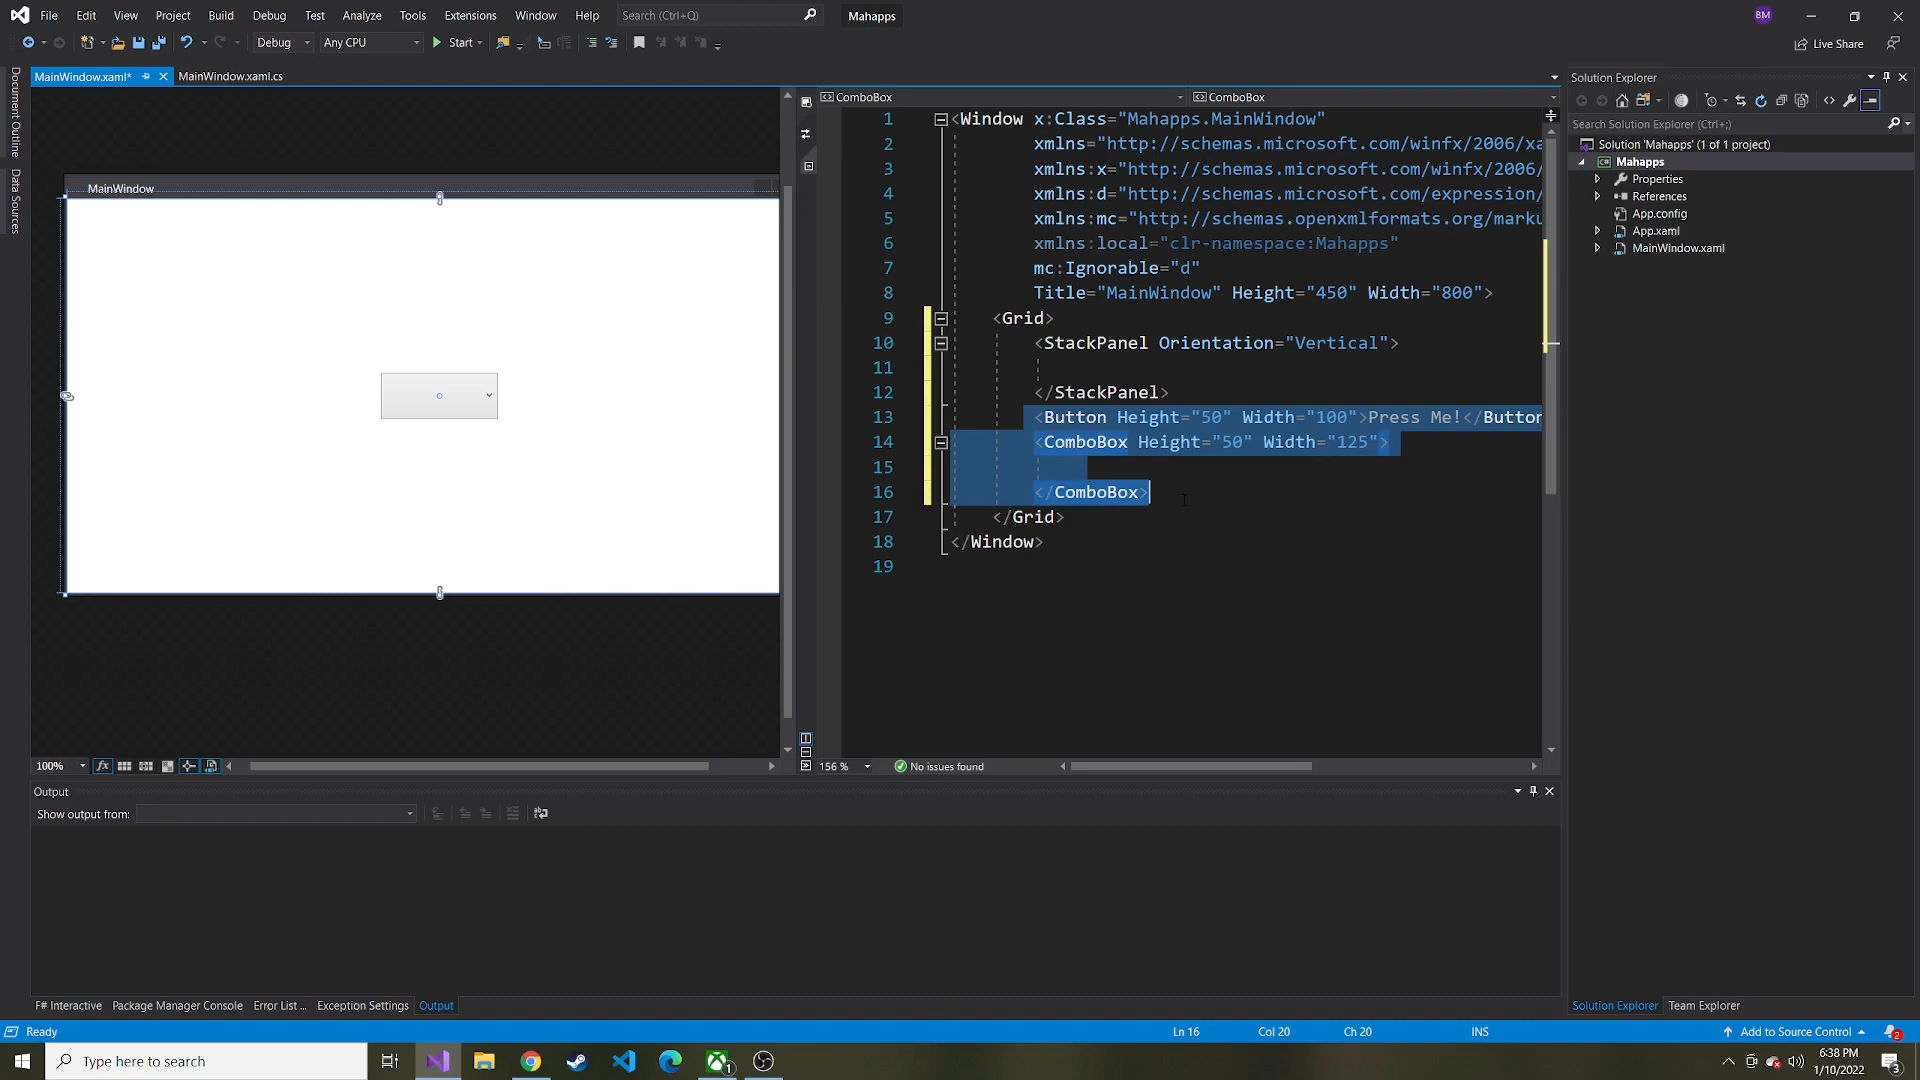 File Edit View Project Build Debug Test Analyze Tools Extensions Window Help Search (Ctrl+Q) Mahapps BM
Debug Any CPU Start Live Share
MainWindow.xaml* MainWindow.xaml.cs
Document Outline
Data Sources
MainWindow
ComboBox ComboBox
1 <Window x:Class="Mahapps.MainWindow"
2 xmlns="http://schemas.microsoft.com/winfx/2006/xa
3 xmlns:x="http://schemas.microsoft.com/winfx/2006/
4 xmlns:d="http://schemas.microsoft.com/expression/
5 xmlns:mc="http://schemas.openxmlformats.org/marku
6 xmlns:local="clr-namespace:Mahapps"
7 mc:Ignorable="d"
8 Title="MainWindow" Height="450" Width="800">
9 <Grid>
10 <StackPanel Orientation="Vertical">
11
12 </StackPanel>
13 <Button Height="50" Width="100">Press Me!</Button
14 <ComboBox Height="50" Width="125">
15
16 </ComboBox>
17 </Grid>
18 </Window>
19
100% 156 % No issues found
Solution Explorer
Search Solution Explorer (Ctrl+;)
Solution 'Mahapps' (1 of 1 project)
Mahapps
Properties
References
App.config
App.xaml
MainWindow.xaml
Output
Show output from:
F# Interactive Package Manager Console Error List ... Exception Settings Output
Solution Explorer Team Explorer
Ready Ln 16 Col 20 Ch 20 INS Add to Source Control 2
Type here to search 1 6:38 PM
1/10/2022 3